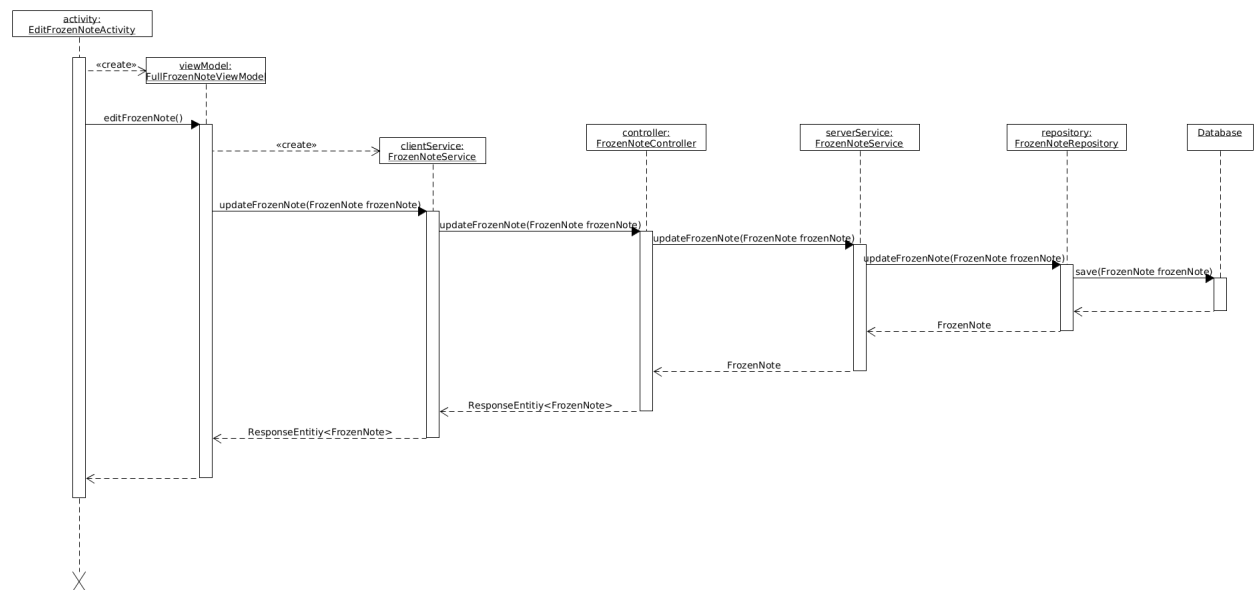 activity:
EditFrozenNoteActivity
«create»
viewModel:
FullFrozenNoteViewModel
editFrozenNote()
«create»
clientService:
FrozenNoteService
controller:
FrozenNoteController
serverService:
FrozenNoteService
repository:
FrozenNoteRepository
Database
updateFrozenNote(FrozenNote frozenNote)
updateFrozenNote(FrozenNote frozenNote)
updateFrozenNote(FrozenNote frozenNote)
updateFrozenNote(FrozenNote frozenNote)
save(FrozenNote frozenNote)
FrozenNote
FrozenNote
ResponseEntitiy<FrozenNote>
ResponseEntitiy<FrozenNote>